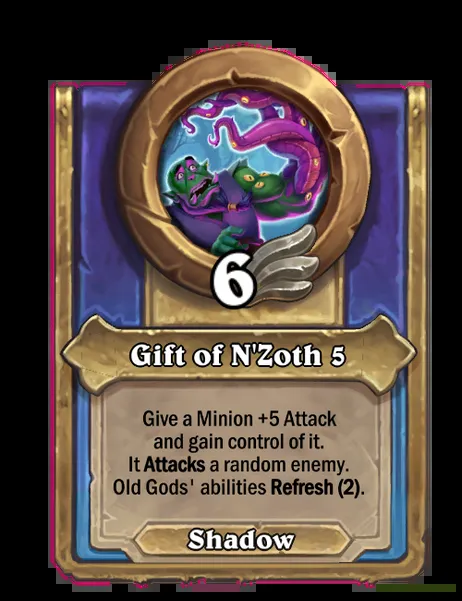 6
Gift of N'Zoth 5
Give a Minion +5 Attack
and gain control of it.
It Attacks a random enemy.
Old Gods' abilities Refresh (2).
Shadow